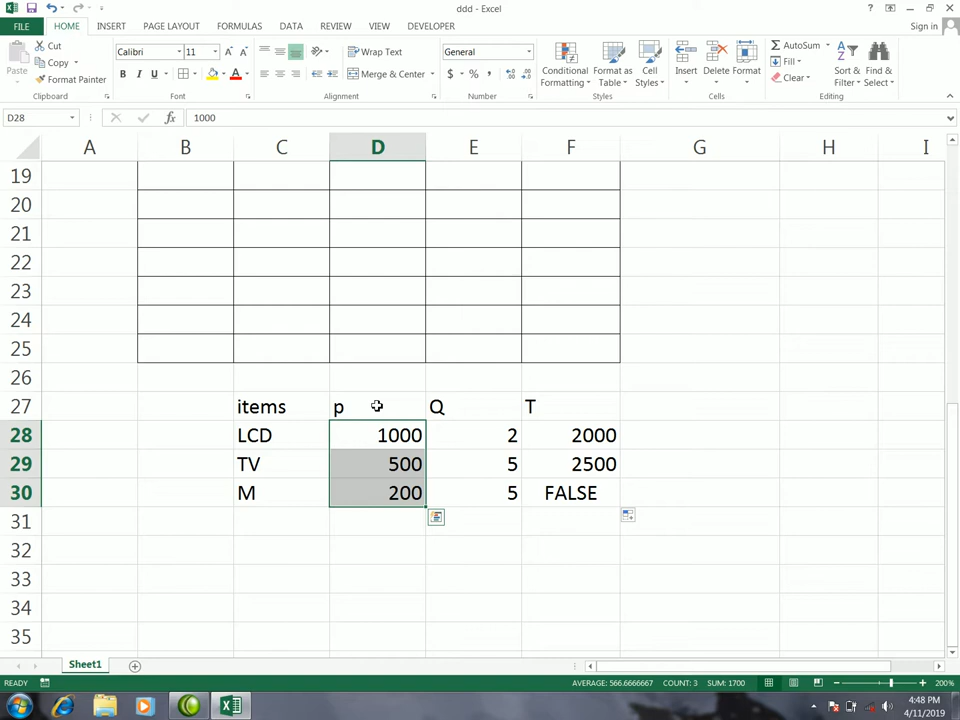 ddd - Excel
FILE HOME INSERT PAGE LAYOUT FORMULAS DATA REVIEW VIEW DEVELOPER Sign in
Paste Cut Copy Format Painter Clipboard
Calibri 11 A A B I U A Font
Wrap Text Merge & Center Alignment
General $ % , Number
Conditional Formatting Format as Table Cell Styles Styles
Insert Delete Format Cells
AutoSum Fill Clear Sort & Filter Find & Select Editing
D28 fx 1000
A B C D E F G H I
19
20
21
22
23
24
25
26
27 items p Q T
28 LCD 1000 2 2000
29 TV 500 5 2500
30 M 200 5 FALSE
31
32
33
34
35
Sheet1
READY AVERAGE: 566.6666667 COUNT: 3 SUM: 1700 200%
4:48 PM
4/11/2019